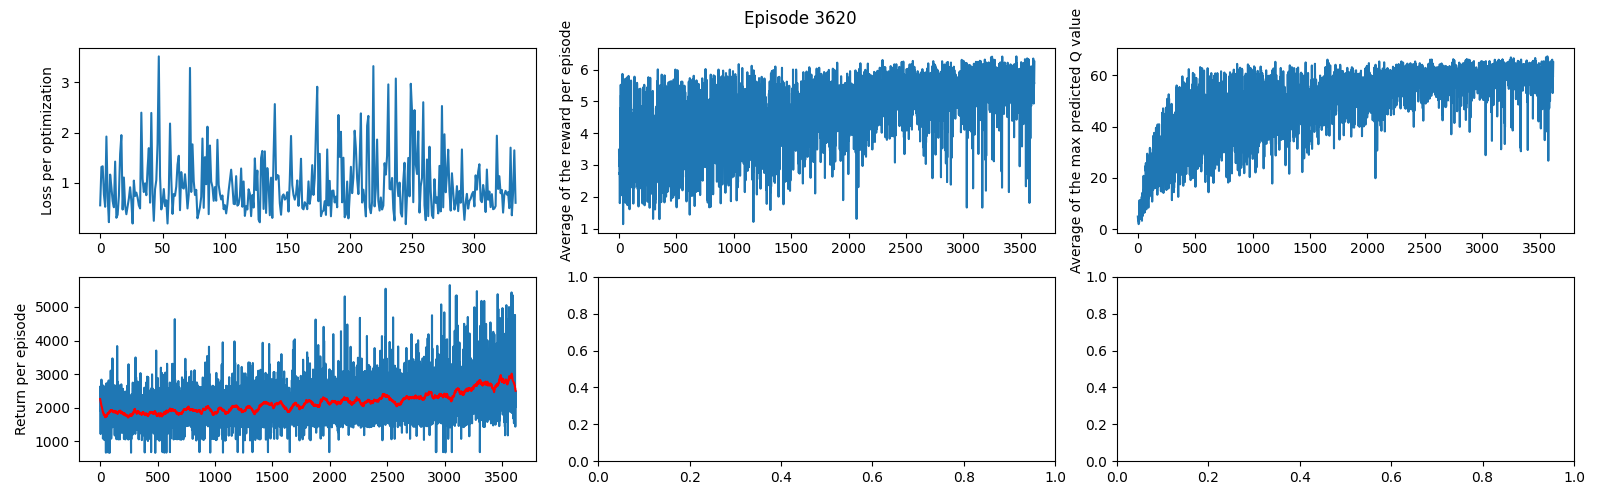 Episode 3620
Loss per optimization
3
2
1
0 50 100 150 200 250 300
Average of the reward per episode
6
5
4
3
2
1
0 500 1000 1500 2000 2500 3000 3500
Average of the max predicted Q value
60
40
20
0
0 500 1000 1500 2000 2500 3000 3500
Return per episode
5000
4000
3000
2000
1000
0 500 1000 1500 2000 2500 3000 3500
1.0
0.8
0.6
0.4
0.2
0.0
0.0 0.2 0.4 0.6 0.8 1.0
1.0
0.8
0.6
0.4
0.2
0.0
0.0 0.2 0.4 0.6 0.8 1.0